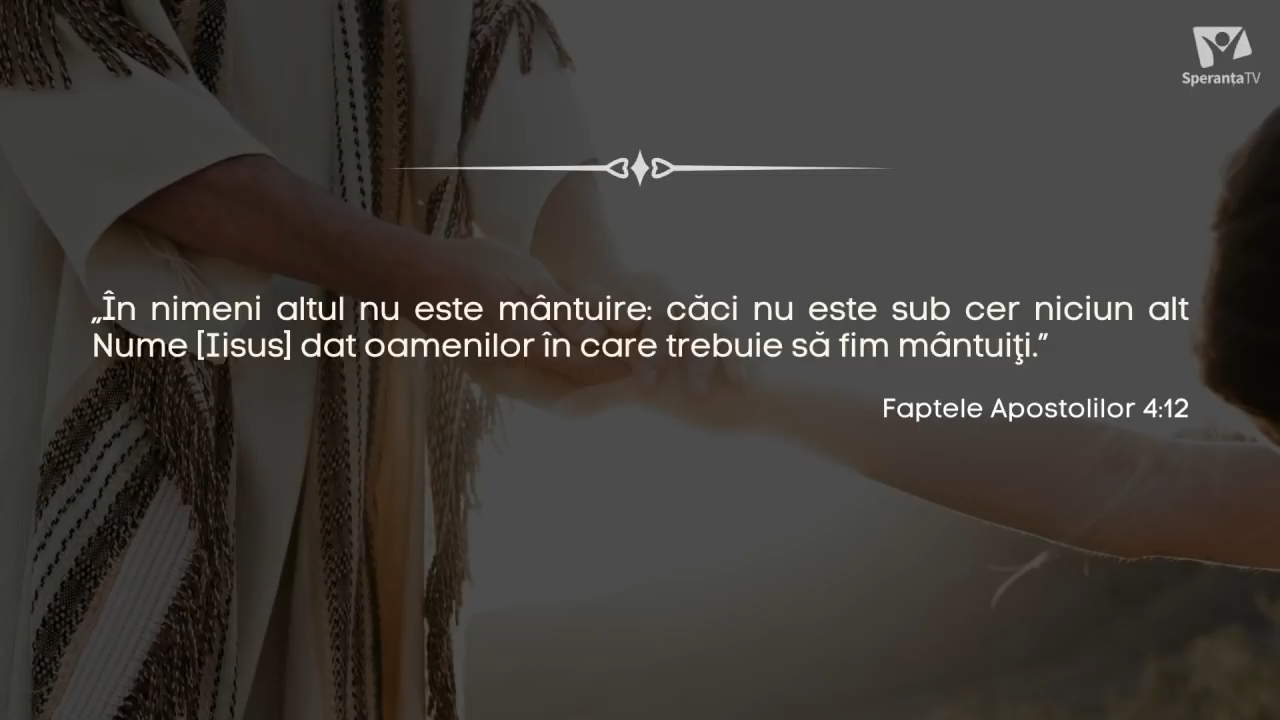 SperanțaTV
„În nimeni altul nu este mântuire: căci nu este sub cer niciun alt
Nume [Iisus] dat oamenilor în care trebuie să fim mântuiţi.”
Faptele Apostolilor 4:12